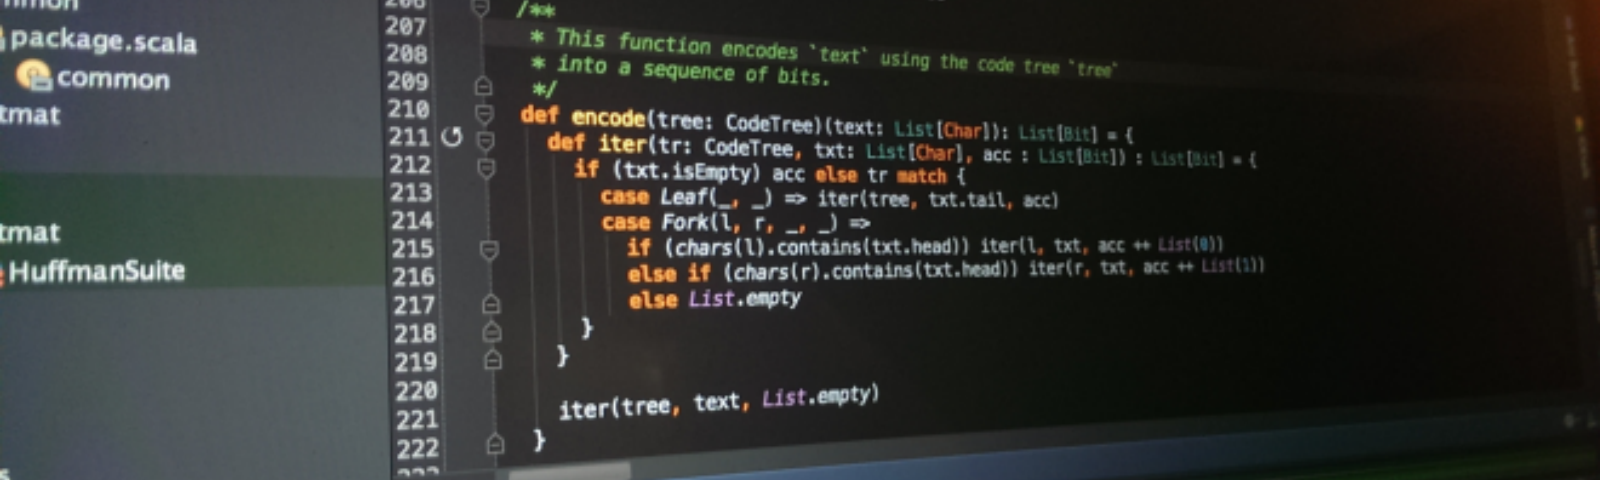 package.scala
common
tmat
tmat
HuffmanSuite
207
208
209
210
211
212
213
214
215
216
217
218
219
220
221
222
/**
* This function encodes `text` using the code tree `tree`
* into a sequence of bits.
*/
def encode(tree: CodeTree)(text: List[Char]): List[Bit] = {
def iter(tr: CodeTree, txt: List[Char], acc : List[Bit]) : List[Bit] = {
if (txt.isEmpty) acc else tr match {
case Leaf(_, _) => iter(tree, txt.tail, acc)
case Fork(l, r, _, _) =>
if (chars(l).contains(txt.head)) iter(l, txt, acc ++ List(0))
else if (chars(r).contains(txt.head)) iter(r, txt, acc ++ List(1))
else List.empty
}
}
iter(tree, text, List.empty)
}